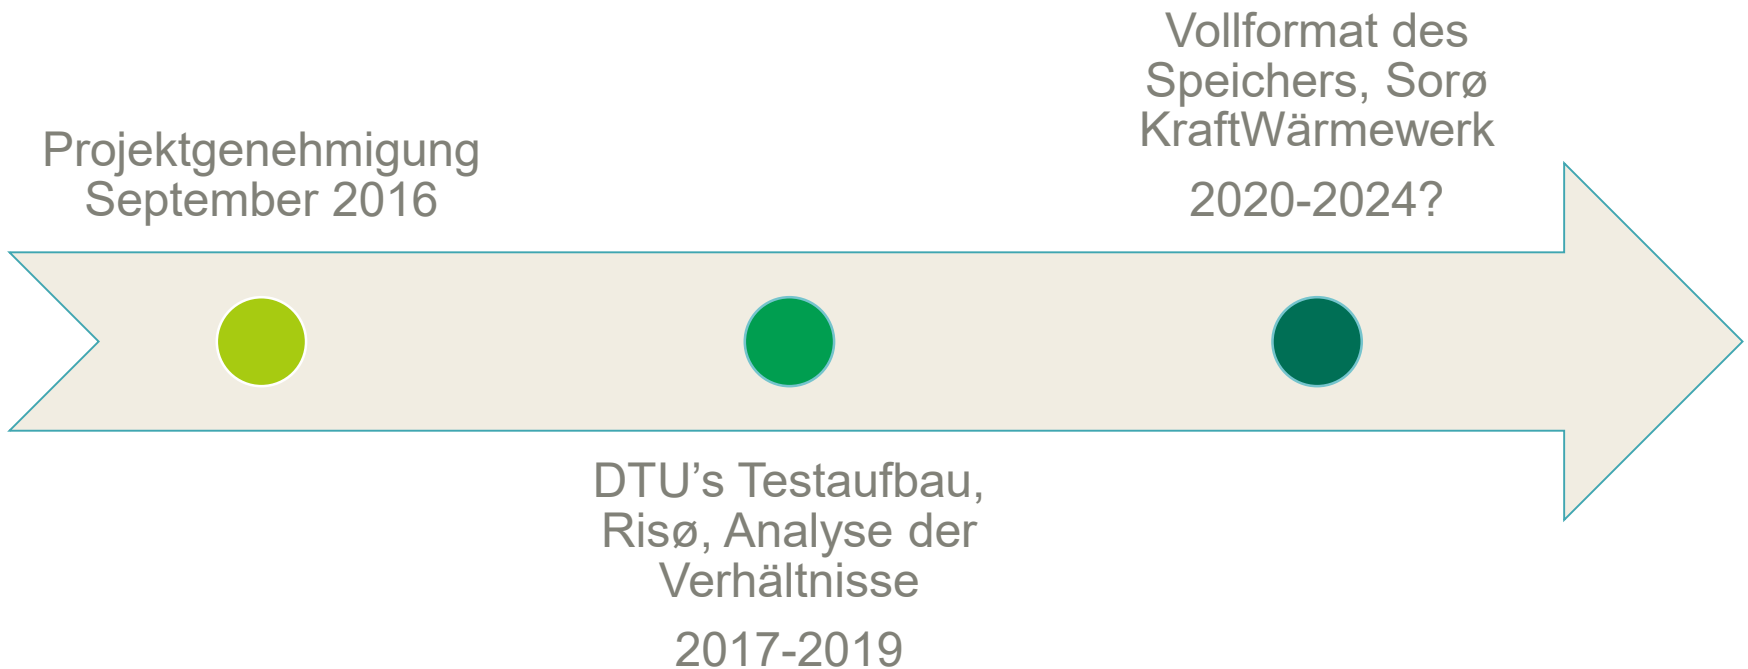 Projektgenehmigung
September 2016
DTU’s Testaufbau,
Risø, Analyse der
Verhältnisse
2017-2019
Vollformat des
Speichers, Sorø
KraftWärmewerk
2020-2024?